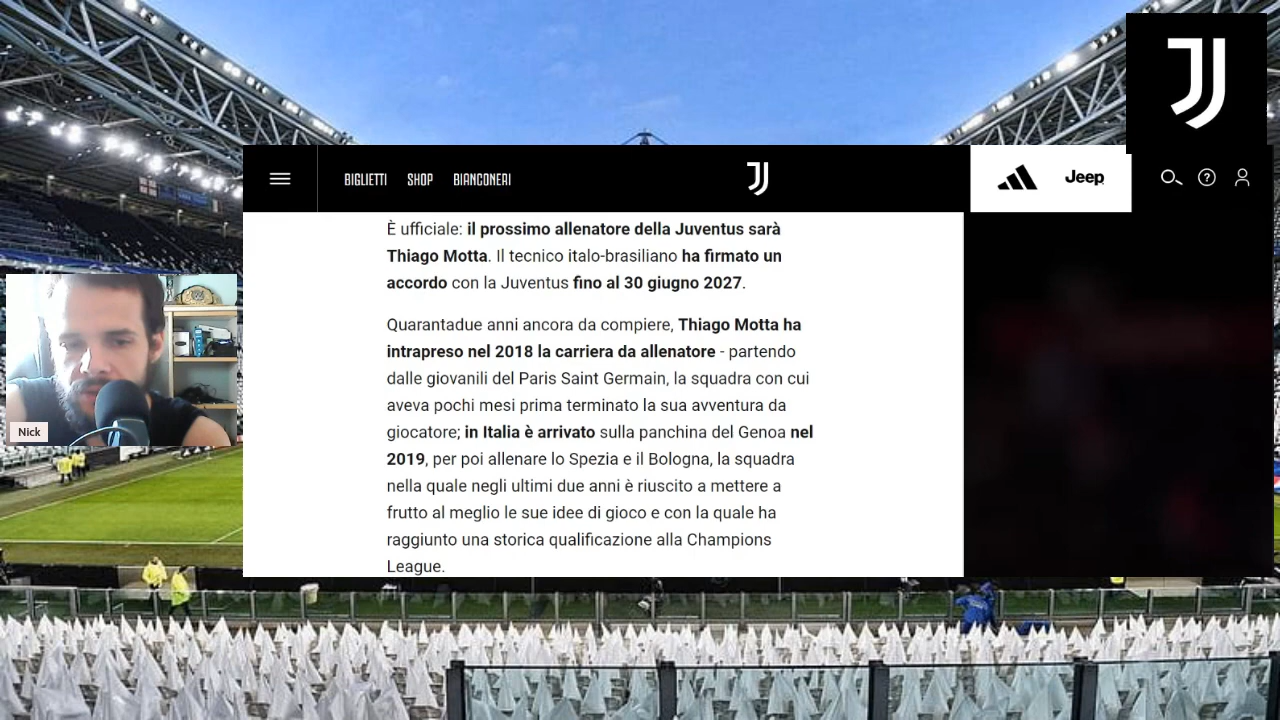 BIGLIETTI SHOP BIANCONERI
Jeep
È ufficiale: il prossimo allenatore della Juventus sarà
Thiago Motta. Il tecnico italo-brasiliano ha firmato un
accordo con la Juventus fino al 30 giugno 2027.
Quarantadue anni ancora da compiere, Thiago Motta ha
intrapreso nel 2018 la carriera da allenatore - partendo
dalle giovanili del Paris Saint Germain, la squadra con cui
aveva pochi mesi prima terminato la sua avventura da
giocatore; in Italia è arrivato sulla panchina del Genoa nel
2019, per poi allenare lo Spezia e il Bologna, la squadra
nella quale negli ultimi due anni è riuscito a mettere a
frutto al meglio le sue idee di gioco e con la quale ha
raggiunto una storica qualificazione alla Champions
League.
Nick